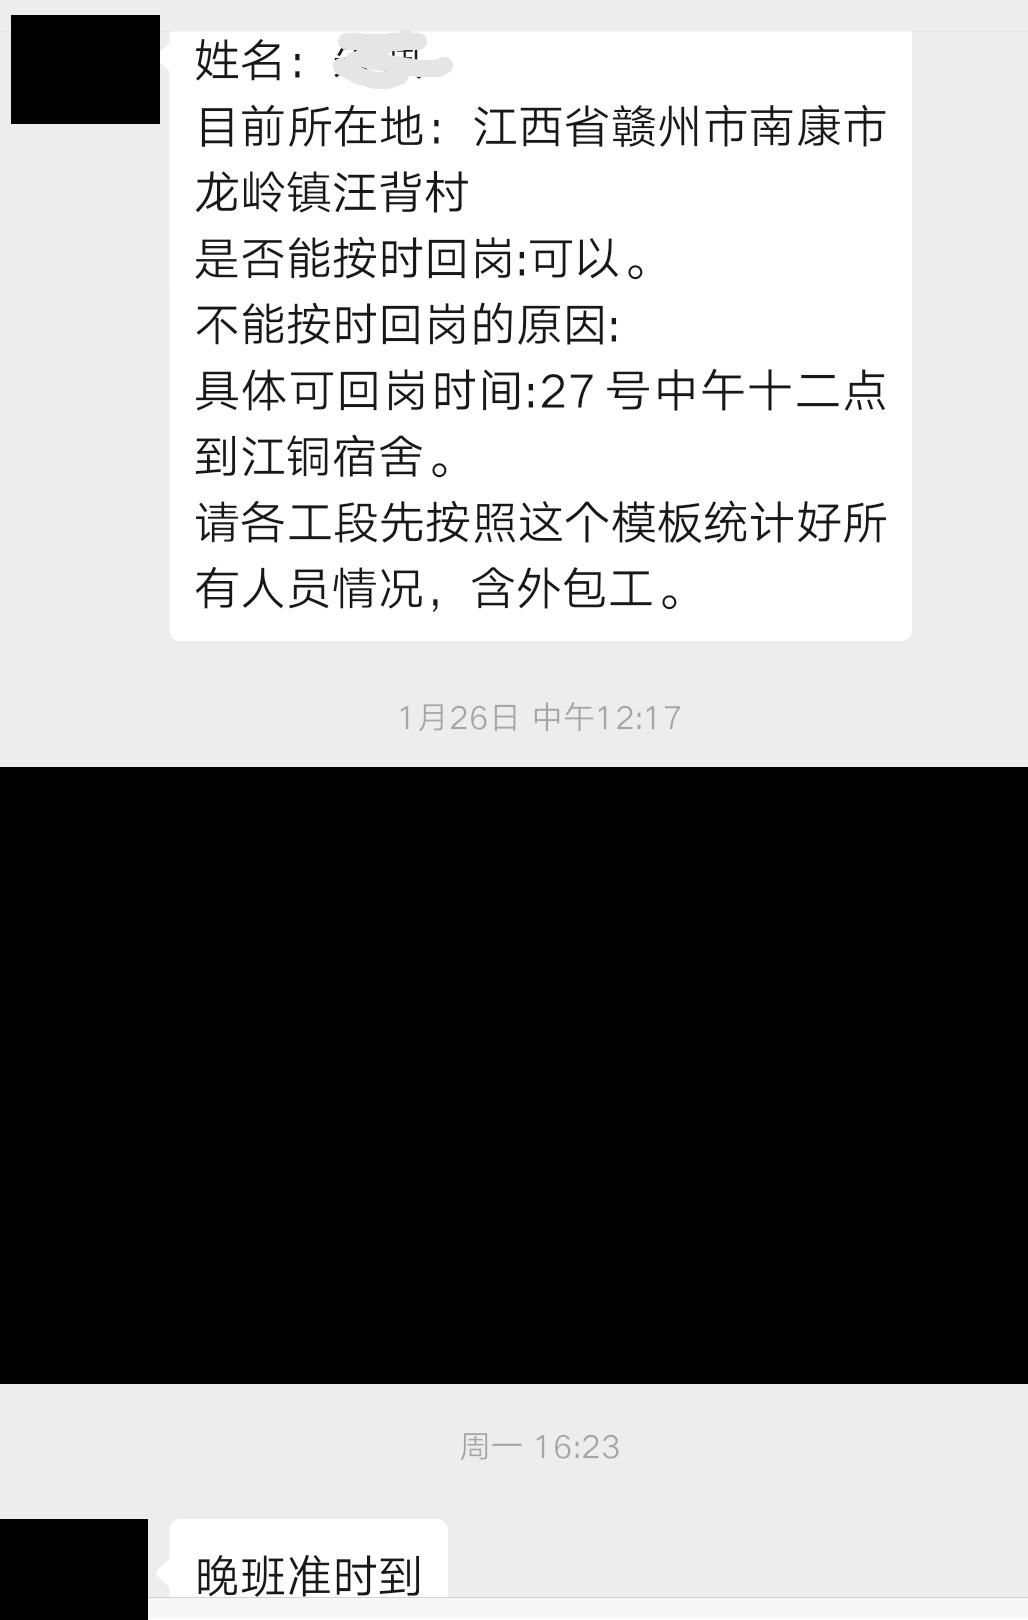 姓名：
目前所在地：江西省赣州市南康市
龙岭镇汪背村
是否能按时回岗:可以。
不能按时回岗的原因:
具体可回岗时间:27号中午十二点
到江铜宿舍。
请各工段先按照这个模板统计好所
有人员情况，含外包工。
1月26日 中午12:17
周一 16:23
晚班准时到